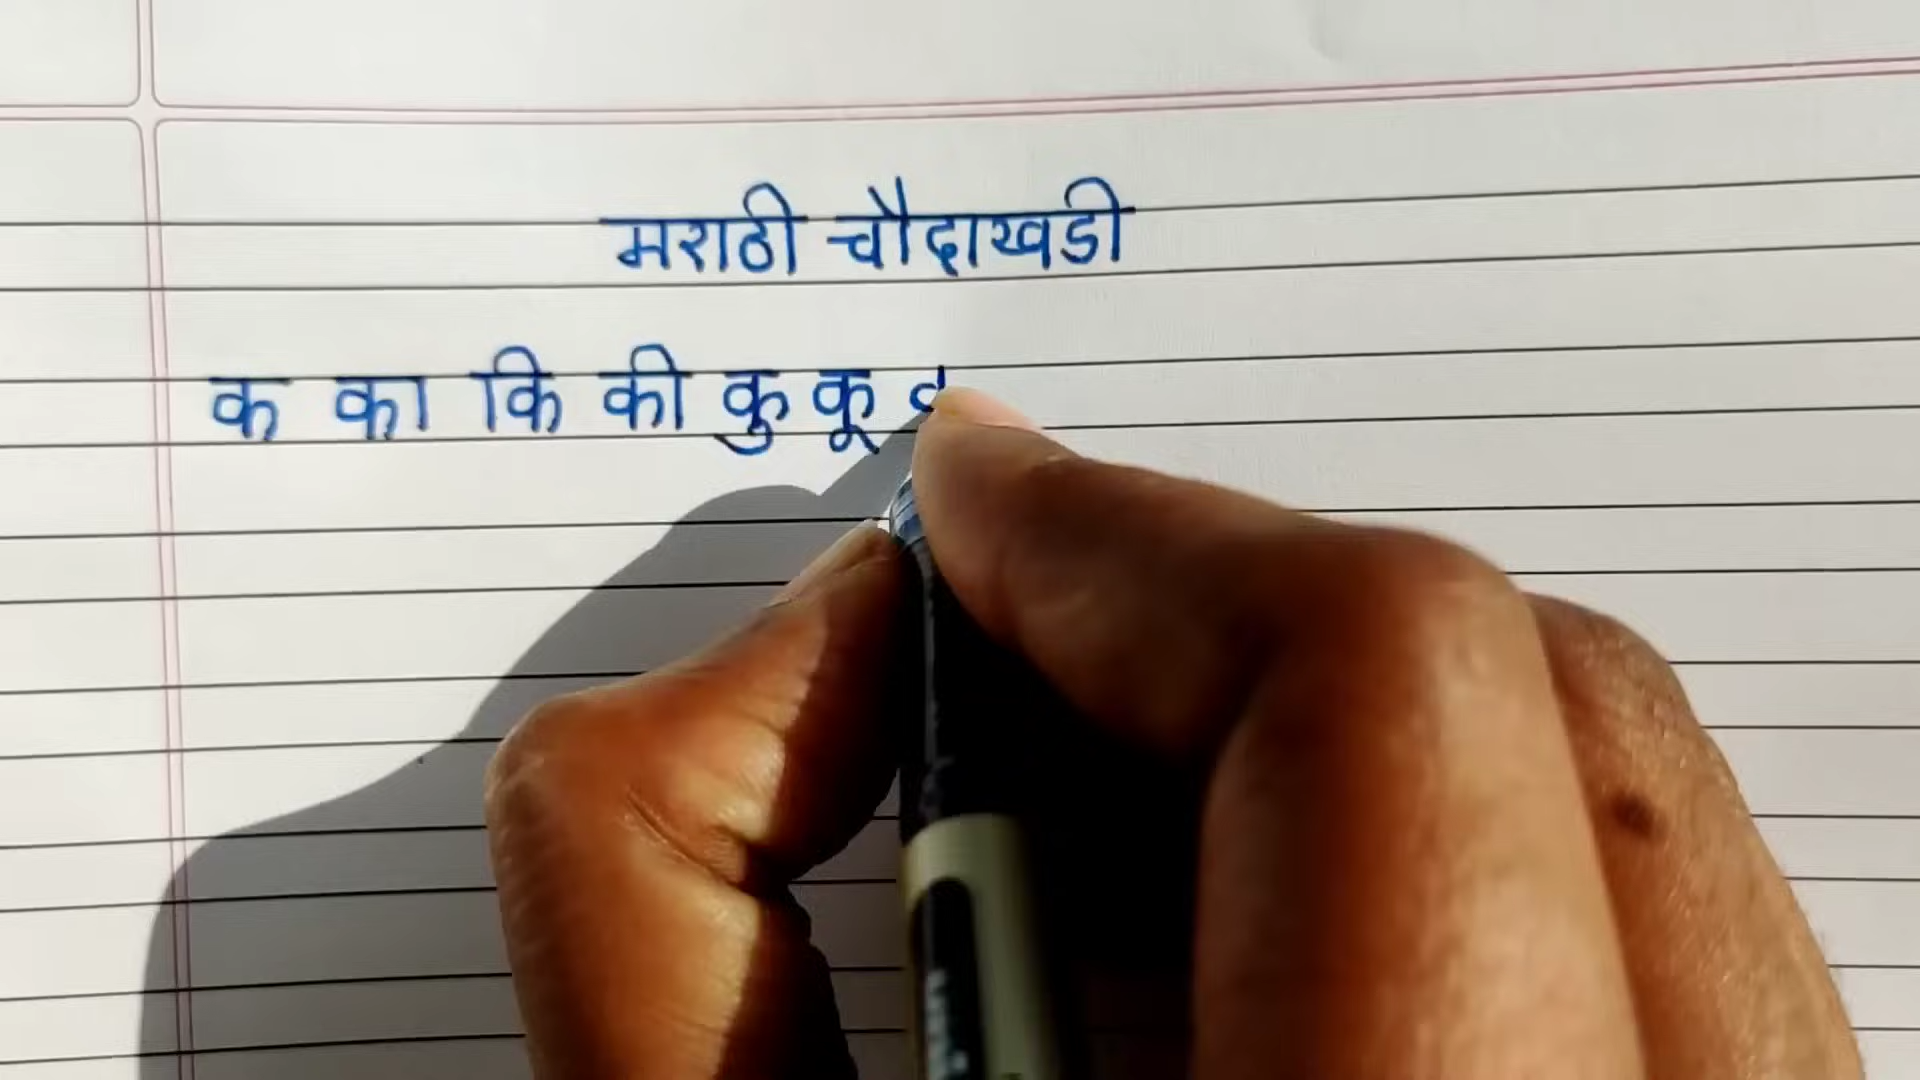 मराठी चौदाखडी
क का कि की कु कू